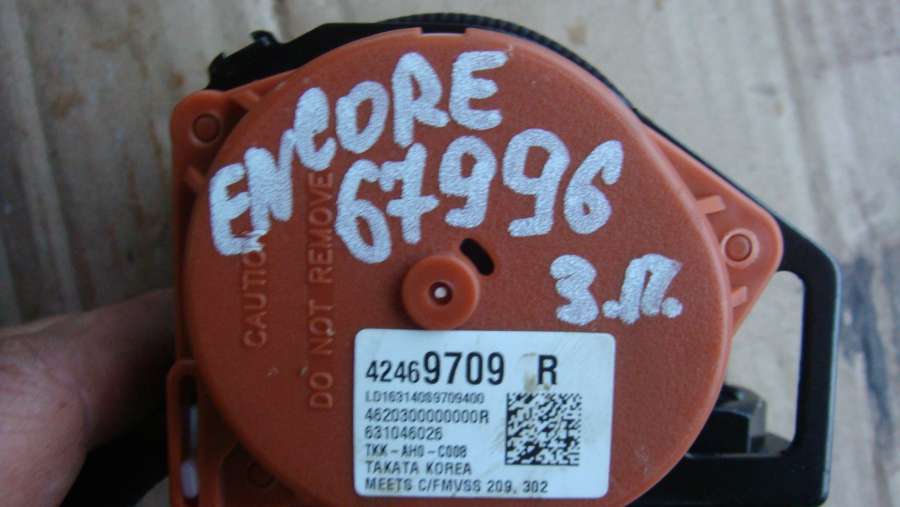 ENCORE
67996
З.П.
CAUTION
DO NOT REMOVE
42469709 R
LD16314089709400
4620300000000R
631046026
TKK-AH0-C008
TAKATA KOREA
MEETS C/FMVSS 209, 302